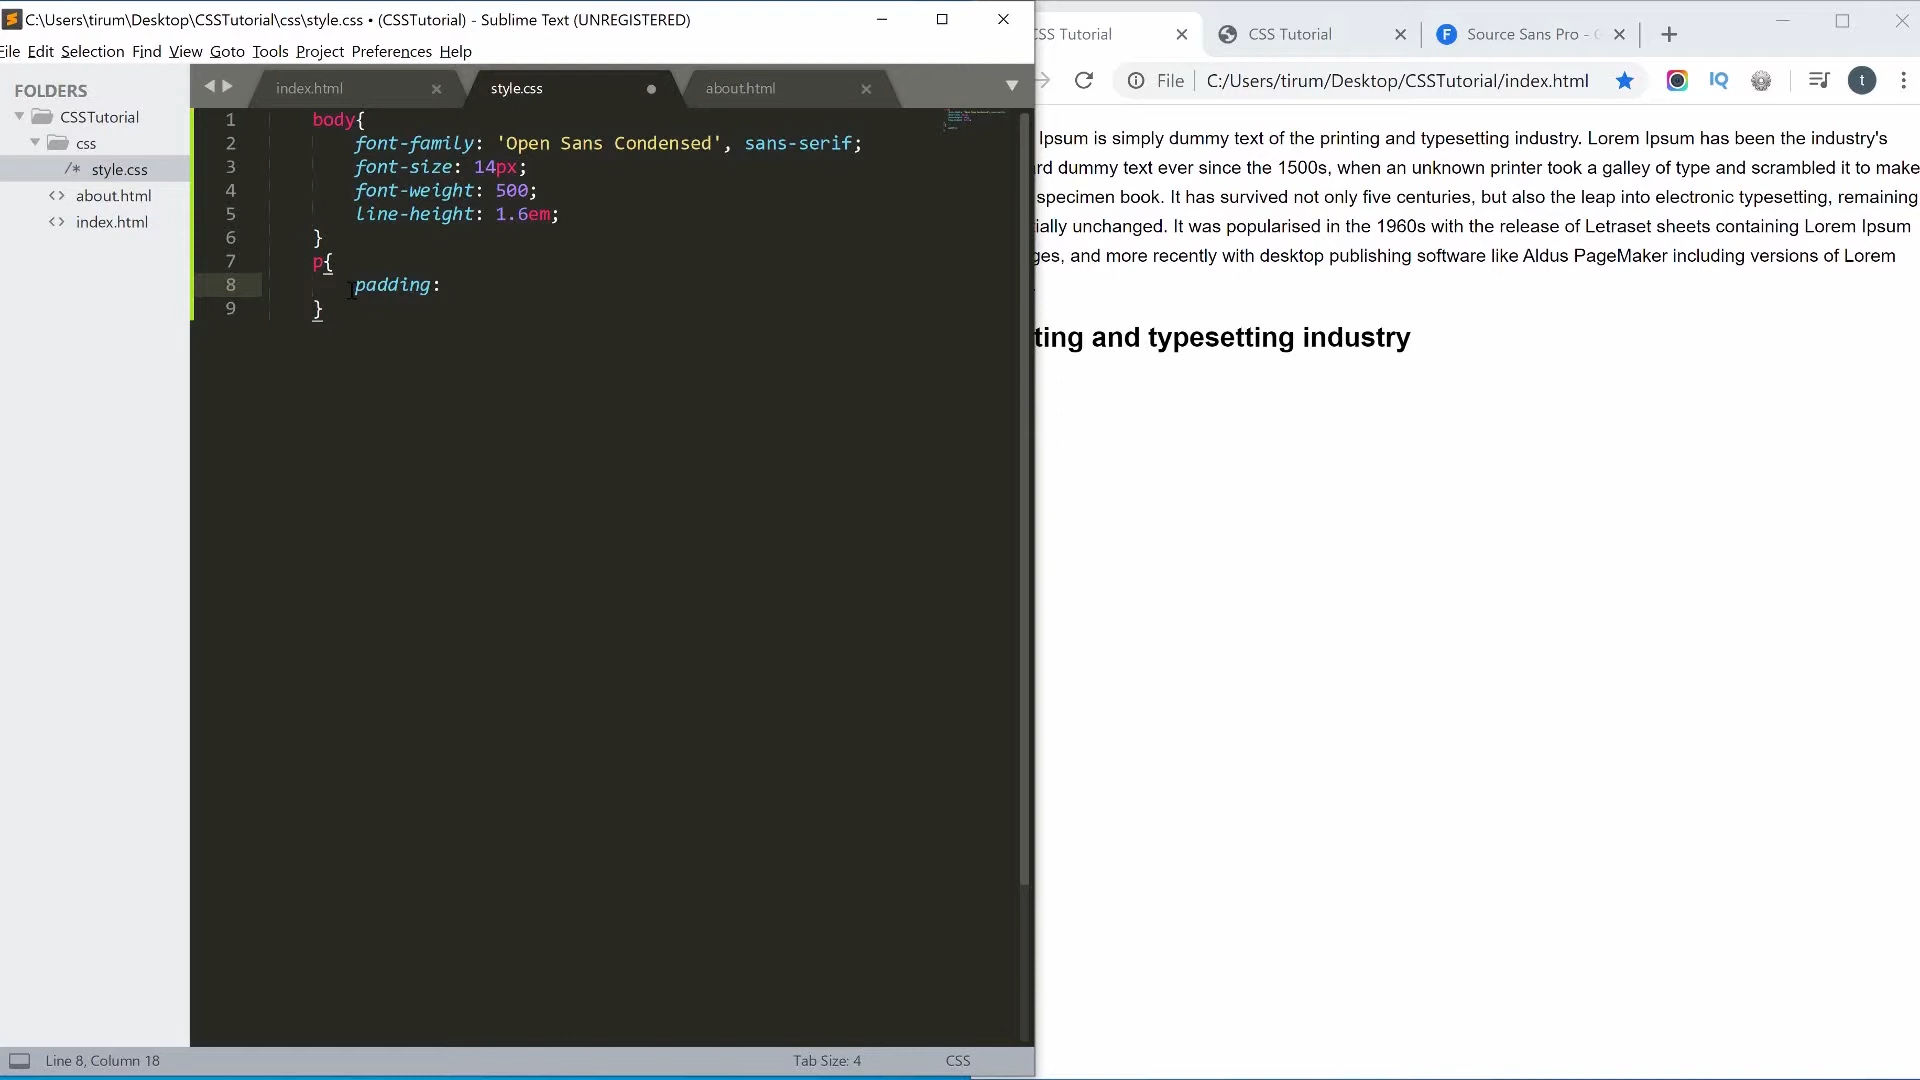 C:\Users\tirum\Desktop\CSSTutorial\css\style.css • (CSSTutorial) - Sublime Text (UNREGISTERED)
File Edit Selection Find View Goto Tools Project Preferences Help
FOLDERS
CSSTutorial
css
/* style.css
<> about.html
<> index.html
index.html
style.css
about.html
1 body{
2 font-family: 'Open Sans Condensed', sans-serif;
3 font-size: 14px;
4 font-weight: 500;
5 line-height: 1.6em;
6 }
7 p{
8 padding:
9 }
Line 8, Column 18
Tab Size: 4
CSS
CSS Tutorial
CSS Tutorial
Source Sans Pro -
File
C:/Users/tirum/Desktop/CSSTutorial/index.html
IQ
t
Ipsum is simply dummy text of the printing and typesetting industry. Lorem Ipsum has been the industry's
rd dummy text ever since the 1500s, when an unknown printer took a galley of type and scrambled it to make
specimen book. It has survived not only five centuries, but also the leap into electronic typesetting, remaining
ially unchanged. It was popularised in the 1960s with the release of Letraset sheets containing Lorem Ipsum
ges, and more recently with desktop publishing software like Aldus PageMaker including versions of Lorem
ting and typesetting industry